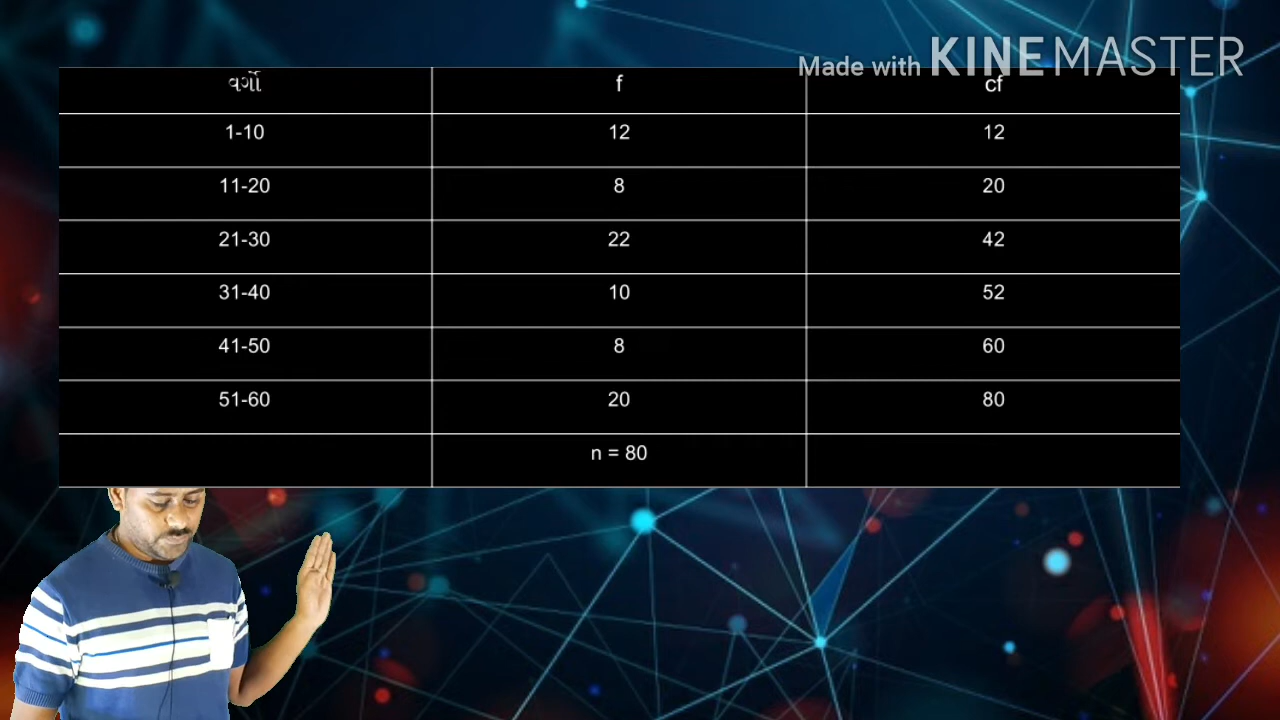 Made with KINEMASTER
વર્ગો f cf
1-10 12 12
11-20 8 20
21-30 22 42
31-40 10 52
41-50 8 60
51-60 20 80
n = 80